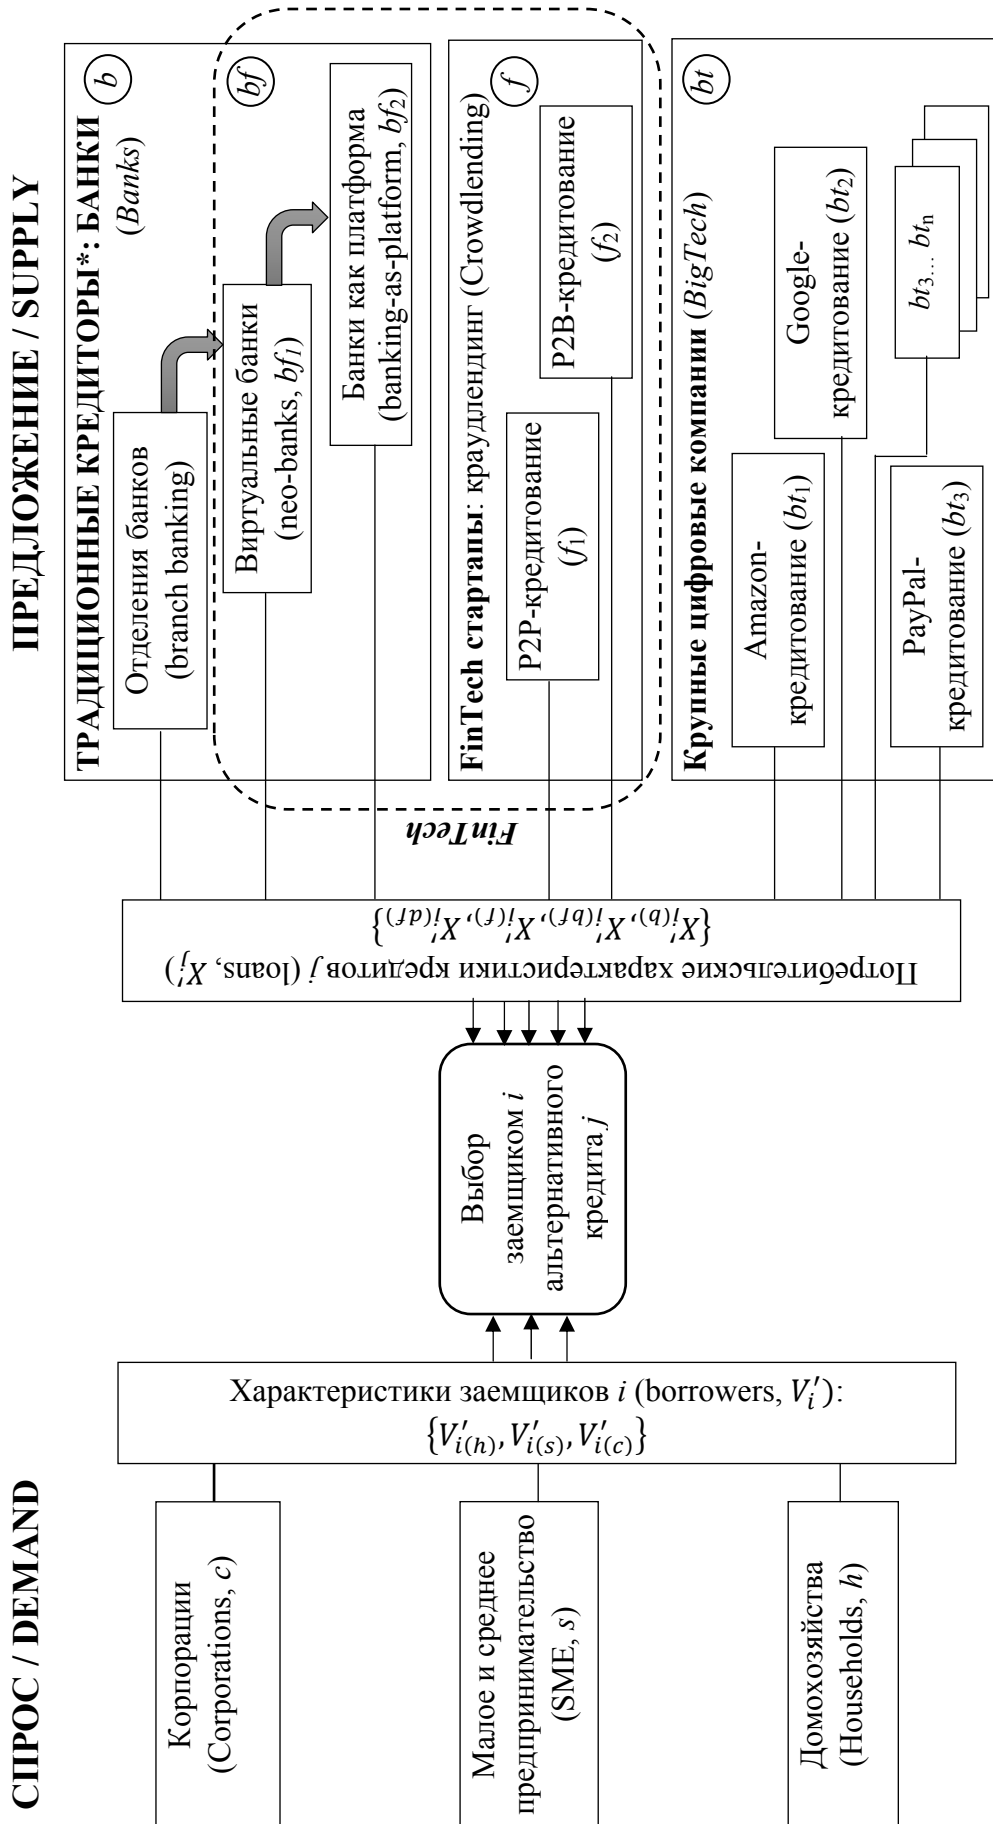 СПРОС / DEMAND
Корпорации
(Corporations, c)
Малое и среднее
предпринимательство
(SME, s)
Домохозяйства
(Households, h)
Характеристики заемщиков i (borrowers, V′i):
{V′i(h), V′i(s), V′i(c)}
Выбор
заемщиком i
альтернативного
кредита j
Потребительские характеристики кредитов j (loans, X′j)
{X′i(b), X′i(bf), X′i(f), X′i(df)}
ПРЕДЛОЖЕНИЕ / SUPPLY
ТРАДИЦИОННЫЕ КРЕДИТОРЫ*: БАНКИ
(Banks)
b
Отделения банков
(branch banking)
bf
Виртуальные банки
(neo-banks, bf1)
Банки как платформа
(banking-as-platform, bf2)
FinTech
FinTech стартапы: краудлендинг (Crowdlending)
f
P2P-кредитование
(f1)
P2B-кредитование
(f2)
Крупные цифровые компании (BigTech)
bt
Amazon-
кредитование (bt1)
Google-
кредитование (bt2)
PayPal-
кредитование (bt3)
bt3… btn